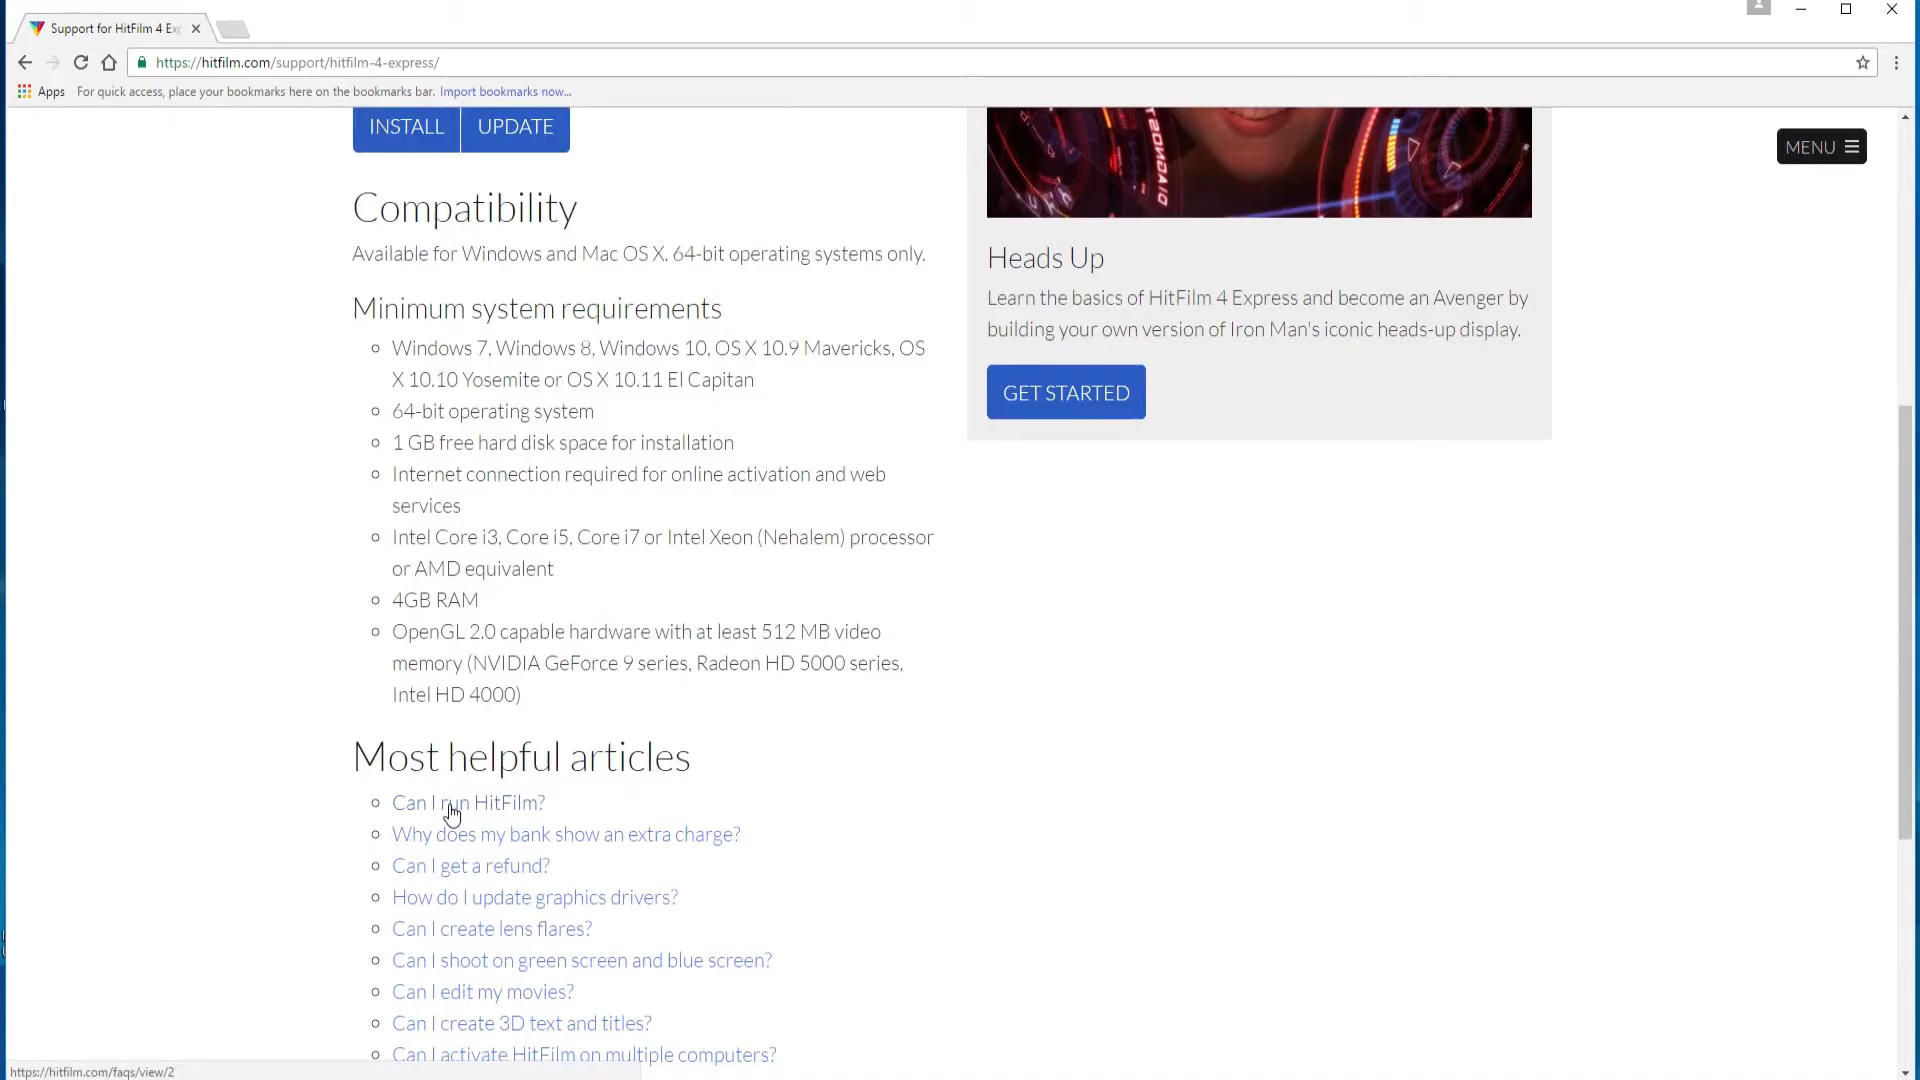 Support for HitFilm 4 Exp
https://hitfilm.com/support/hitfilm-4-express/
Apps For quick access, place your bookmarks here on the bookmarks bar. Import bookmarks now...
INSTALL UPDATE
MENU
Compatibility
Available for Windows and Mac OS X. 64-bit operating systems only.
Minimum system requirements
Windows 7, Windows 8, Windows 10, OS X 10.9 Mavericks, OS
X 10.10 Yosemite or OS X 10.11 El Capitan
64-bit operating system
1 GB free hard disk space for installation
Internet connection required for online activation and web
services
Intel Core i3, Core i5, Core i7 or Intel Xeon (Nehalem) processor
or AMD equivalent
4GB RAM
OpenGL 2.0 capable hardware with at least 512 MB video
memory (NVIDIA GeForce 9 series, Radeon HD 5000 series,
Intel HD 4000)
Most helpful articles
Can I run HitFilm?
Why does my bank show an extra charge?
Can I get a refund?
How do I update graphics drivers?
Can I create lens flares?
Can I shoot on green screen and blue screen?
Can I edit my movies?
Can I create 3D text and titles?
Can I activate HitFilm on multiple computers?
Heads Up
Learn the basics of HitFilm 4 Express and become an Avenger by
building your own version of Iron Man's iconic heads-up display.
GET STARTED
https://hitfilm.com/faqs/view/2